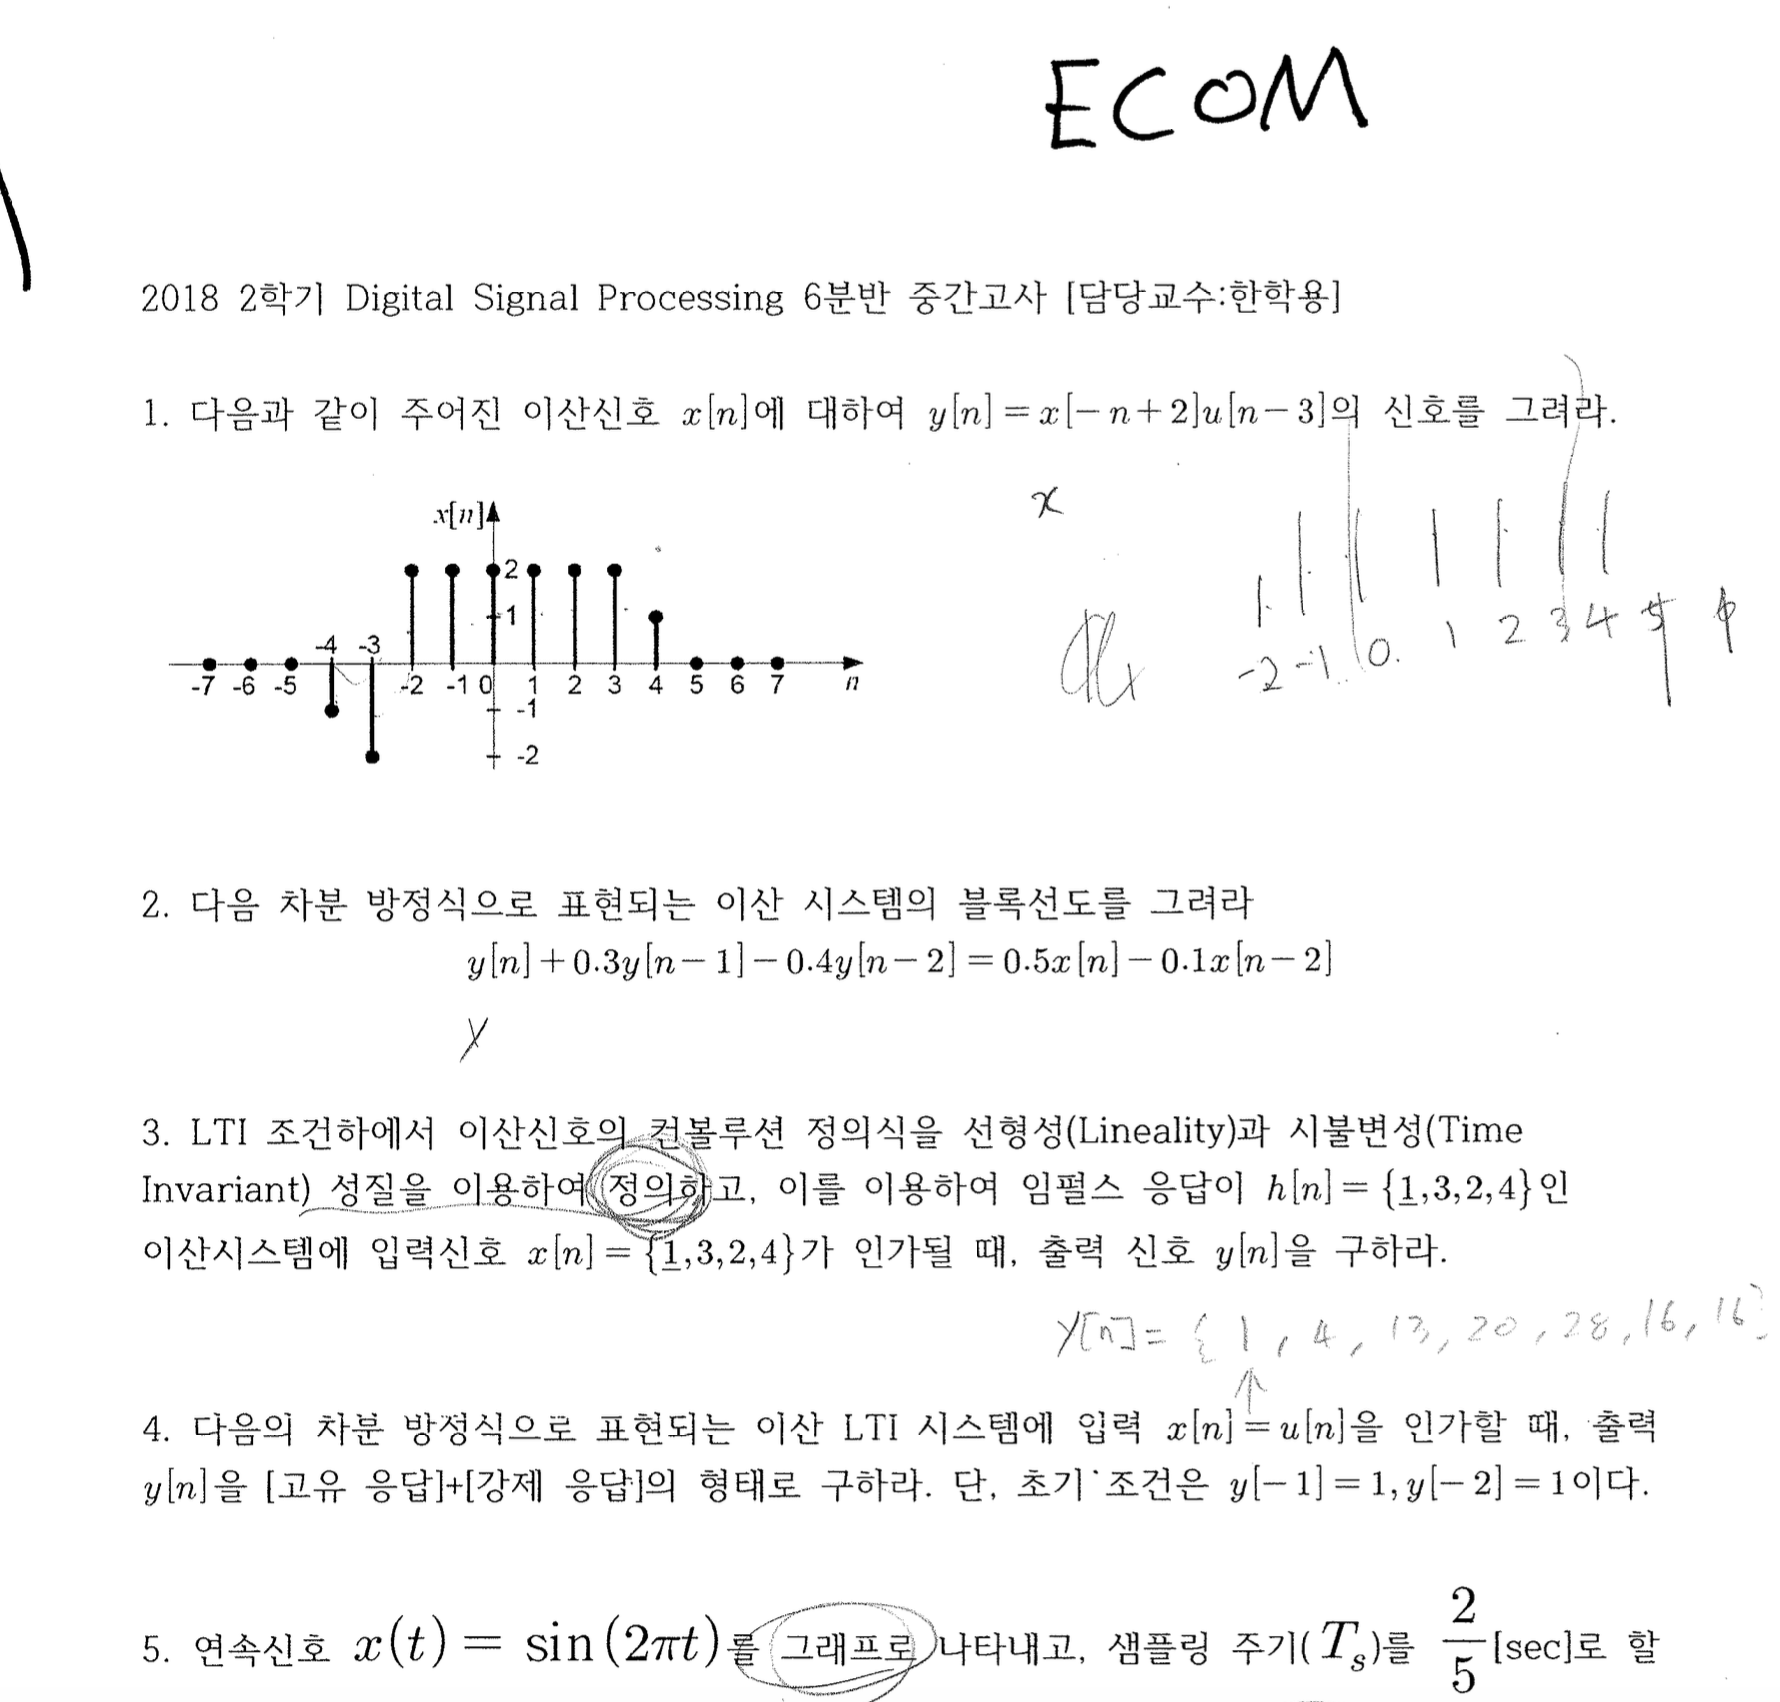 ECOM
2018 2학기 Digital Signal Processing 6분반 중간고사 [담당교수:한학용]
1. 다음과 같이 주어진 이산신호 x[n]에 대하여 y[n] = x[-n+2]u[n-3]의 신호를 그려라.
x[n]
2
1
-4 -3
-7 -6 -5 -2 -1 0 1 2 3 4 5 6 7 n
-1
-2
x
-2 -1 0. 1 2 3 4 5
2. 다음 차분 방정식으로 표현되는 이산 시스템의 블록선도를 그려라
y[n]+0.3y[n-1]-0.4y[n-2] = 0.5x[n]-0.1x[n-2]
3. LTI 조건하에서 이산신호의 컨볼루션 정의식을 선형성(Lineality)과 시불변성(Time
Invariant) 성질을 이용하여 정의하고, 이를 이용하여 임펄스 응답이 h[n] = {1,3,2,4}인
이산시스템에 입력신호 x[n] = {1,3,2,4}가 인가될 때, 출력 신호 y[n]을 구하라.
y[n] = { 1, 4, 13, 20, 28, 16, 16}
↑
4. 다음의 차분 방정식으로 표현되는 이산 LTI 시스템에 입력 x[n] = u[n]을 인가할 때, 출력
y[n]을 [고유 응답]+[강제 응답]의 형태로 구하라. 단, 초기 조건은 y[-1] = 1, y[-2] = 1이다.
5. 연속신호 x(t) = sin(2πt)를 그래프로 나타내고, 샘플링 주기(Ts)를 2/5 [sec]로 할